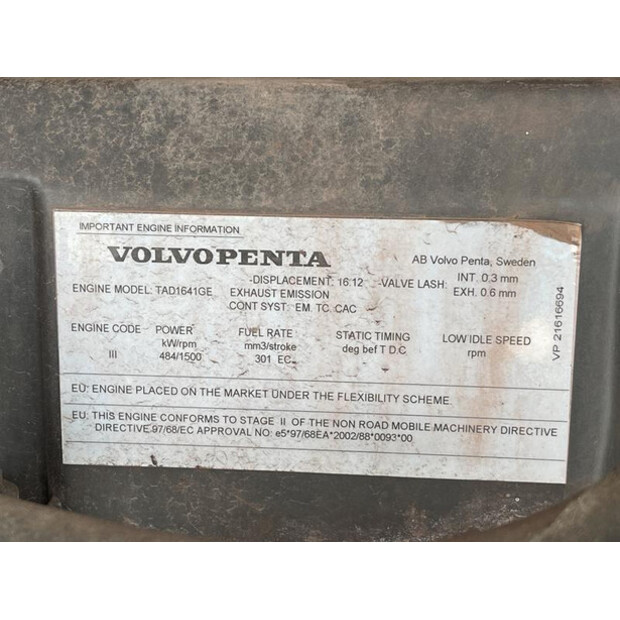 IMPORTANT ENGINE INFORMATION
VOLVO PENTA
AB Volvo Penta, Sweden
ENGINE MODEL: TAD1641GE
DISPLACEMENT: 16.12
EXHAUST EMISSION
CONT SYST: EM. TC. CAC
VALVE LASH: INT. 0.3 mm
EXH. 0.6 mm
ENGINE CODE POWER FUEL RATE STATIC TIMING LOW IDLE SPEED
kW/rpm mm3/stroke deg bef T.D.C. rpm
III 484/1500 301 EC
EU: ENGINE PLACED ON THE MARKET UNDER THE FLEXIBILITY SCHEME.
EU: THIS ENGINE CONFORMS TO STAGE II OF THE NON ROAD MOBILE MACHINERY DIRECTIVE
DIRECTIVE 97/68/EC APPROVAL NO: e5*97/68EA*2002/88*0093*00
VP 21616694